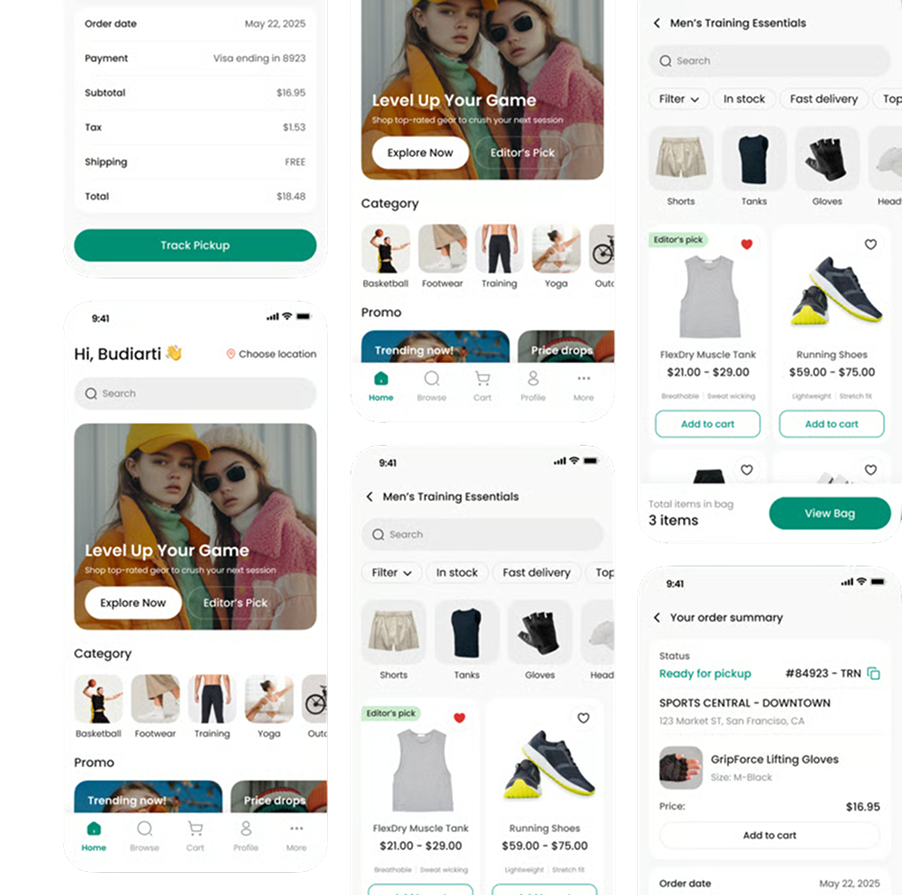 Order date May 22, 2025
Payment Visa ending in 8923
Subtotal $16.95
Tax $1.53
Shipping FREE
Total $18.48
Track Pickup
9:41
Hi, Budiarti 👋 Choose location
Search
Level Up Your Game
Shop top-rated gear to crush your next session
Explore Now Editor's Pick
Category
Basketball Footwear Training Yoga Outc
Promo
Trending now! Price drops
Home Browse Cart Profile More
Level Up Your Game
Shop top-rated gear to crush your next session
Explore Now Editor's Pick
Category
Basketball Footwear Training Yoga Outc
Promo
Trending now! Price drops
Home Browse Cart Profile More
9:41
Men's Training Essentials
Search
Filter In stock Fast delivery Top
Shorts Tanks Gloves Head
Editor's pick
FlexDry Muscle Tank Running Shoes
$21.00 - $29.00 $59.00 - $75.00
Breathable Sweat wicking Lightweight Stretch fit
Men's Training Essentials
Search
Filter In stock Fast delivery Top
Shorts Tanks Gloves Head
Editor's pick
FlexDry Muscle Tank Running Shoes
$21.00 - $29.00 $59.00 - $75.00
Breathable Sweat wicking Lightweight Stretch fit
Add to cart Add to cart
Total items in bag
3 items
View Bag
9:41
Your order summary
Status
Ready for pickup #84923 - TRN
SPORTS CENTRAL - DOWNTOWN
123 Market ST, San Franciso, CA
GripForce Lifting Gloves
Size: M-Black
Price: $16.95
Add to cart
Order date May 22, 2025